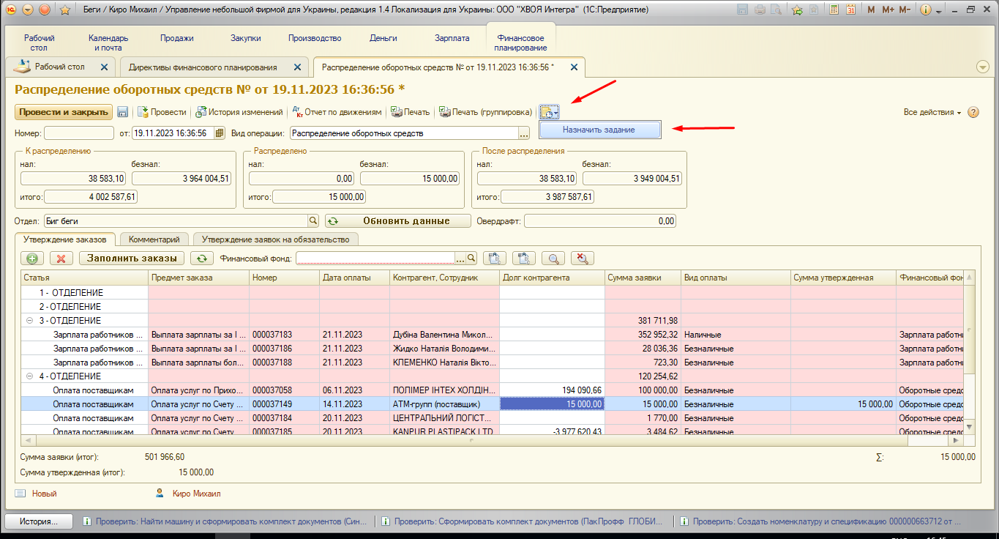 Беги / Киро Михаил / Управление небольшой фирмой для Украины, редакция 1.4 Локализация для Украины: ООО "ХВОЯ Интегра" (1С:Предприятие)
M M+ M-
Рабочий стол Календарь и почта Продажи Закупки Производство Деньги Зарплата Финансовое планирование
Рабочий стол Директивы финансового планирования Распределение оборотных средств № от 19.11.2023 16:36:56 *
Распределение оборотных средств № от 19.11.2023 16:36:56 *
Провести и закрыть Провести История изменений Дт Кт Отчет по движениям Печать Печать (группировка) Все действия
Номер: от: 19.11.2023 16:36:56 Вид операции: Распределение оборотных средств ... Назначить задание
К распределению Распределено После распределения
нал: безнал: нал: безнал: нал: безнал:
38 583,10 3 964 004,51 0,00 15 000,00 38 583,10 3 949 004,51
итого: 4 002 587,61 итого: 15 000,00 итого: 3 987 587,61
Отдел: Биг беги Обновить данные Овердрафт: 0,00
Утверждение заказов Комментарий Утверждение заявок на обязательство
Заполнить заказы Финансовый фонд: ...
Статья Предмет заказа Номер Дата оплаты Контрагент, Сотрудник Долг контрагента Сумма заявки Вид оплаты Сумма утвержденная Финансовый фон
1 - ОТДЕЛЕНИЕ
2 - ОТДЕЛЕНИЕ
3 - ОТДЕЛЕНИЕ 381 711,98
Зарплата работников ... Выплата зарплаты за I ... 000037183 21.11.2023 Дубіна Валентина Микол... 352 952,32 Наличные Зарплата работн
Зарплата работников ... Выплата зарплаты за I ... 000037186 21.11.2023 Жидко Наталія Володими... 28 036,36 Безналичные Зарплата работн
Зарплата работников ... Выплата зарплаты бол... 000037188 21.11.2023 КЛЕМЕНКО Наталія Вікто... 723,30 Безналичные Зарплата работн
4 - ОТДЕЛЕНИЕ 120 254,62
Оплата поставщикам Оплата услуг по Прихо... 000037058 06.11.2023 ПОЛІМЕР ІНТЕХ ХОЛДІН... 194 090,66 100 000,00 Безналичные Оборотные средс
Оплата поставщикам Оплата услуг по Счету ... 000037149 14.11.2023 АТМ-групп (поставщик) 15 000,00 15 000,00 Безналичные 15 000,00 Оборотные средс
Оплата поставщикам Оплата услуг по Счету ... 000037184 20.11.2023 ЦЕНТРАЛЬНИЙ ЛОГІСТ... 1 770,00 Безналичные Оборотные средс
Оплата поставщикам Оплата услуг по Счету ... 000037185 20.11.2023 KANPUR PLASTIPACK LTD -3 977 620,43 3 484,62 Безналичные Оборотные средс
Сумма заявки (итог): 501 966,60 ∑: 15 000,00
Сумма утвержденная (итог): 15 000,00
Новый Киро Михаил
История... Проверить: Найти машину и сформировать комплект документов (Син... Проверить: Сформировать комплект документов (ПакПрофф ГЛОБИ... Проверить: Создать номенклатуру и спецификацию 000000663712 от ...